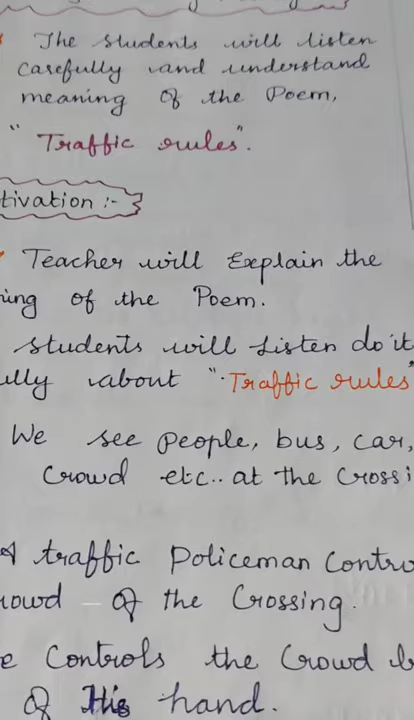 The students will listen
carefully and understand
meaning of the Poem,
"Traffic rules".
tivation :-
Teacher will Explain the
ning of the Poem.
students will Listen do it
ully about "Traffic rules"
We see people, bus, car,
Crowd etc.. at the Crossi
A traffic Policeman Contro
rowd of the Crossing.
e Controls the Crowd b
of His hand.